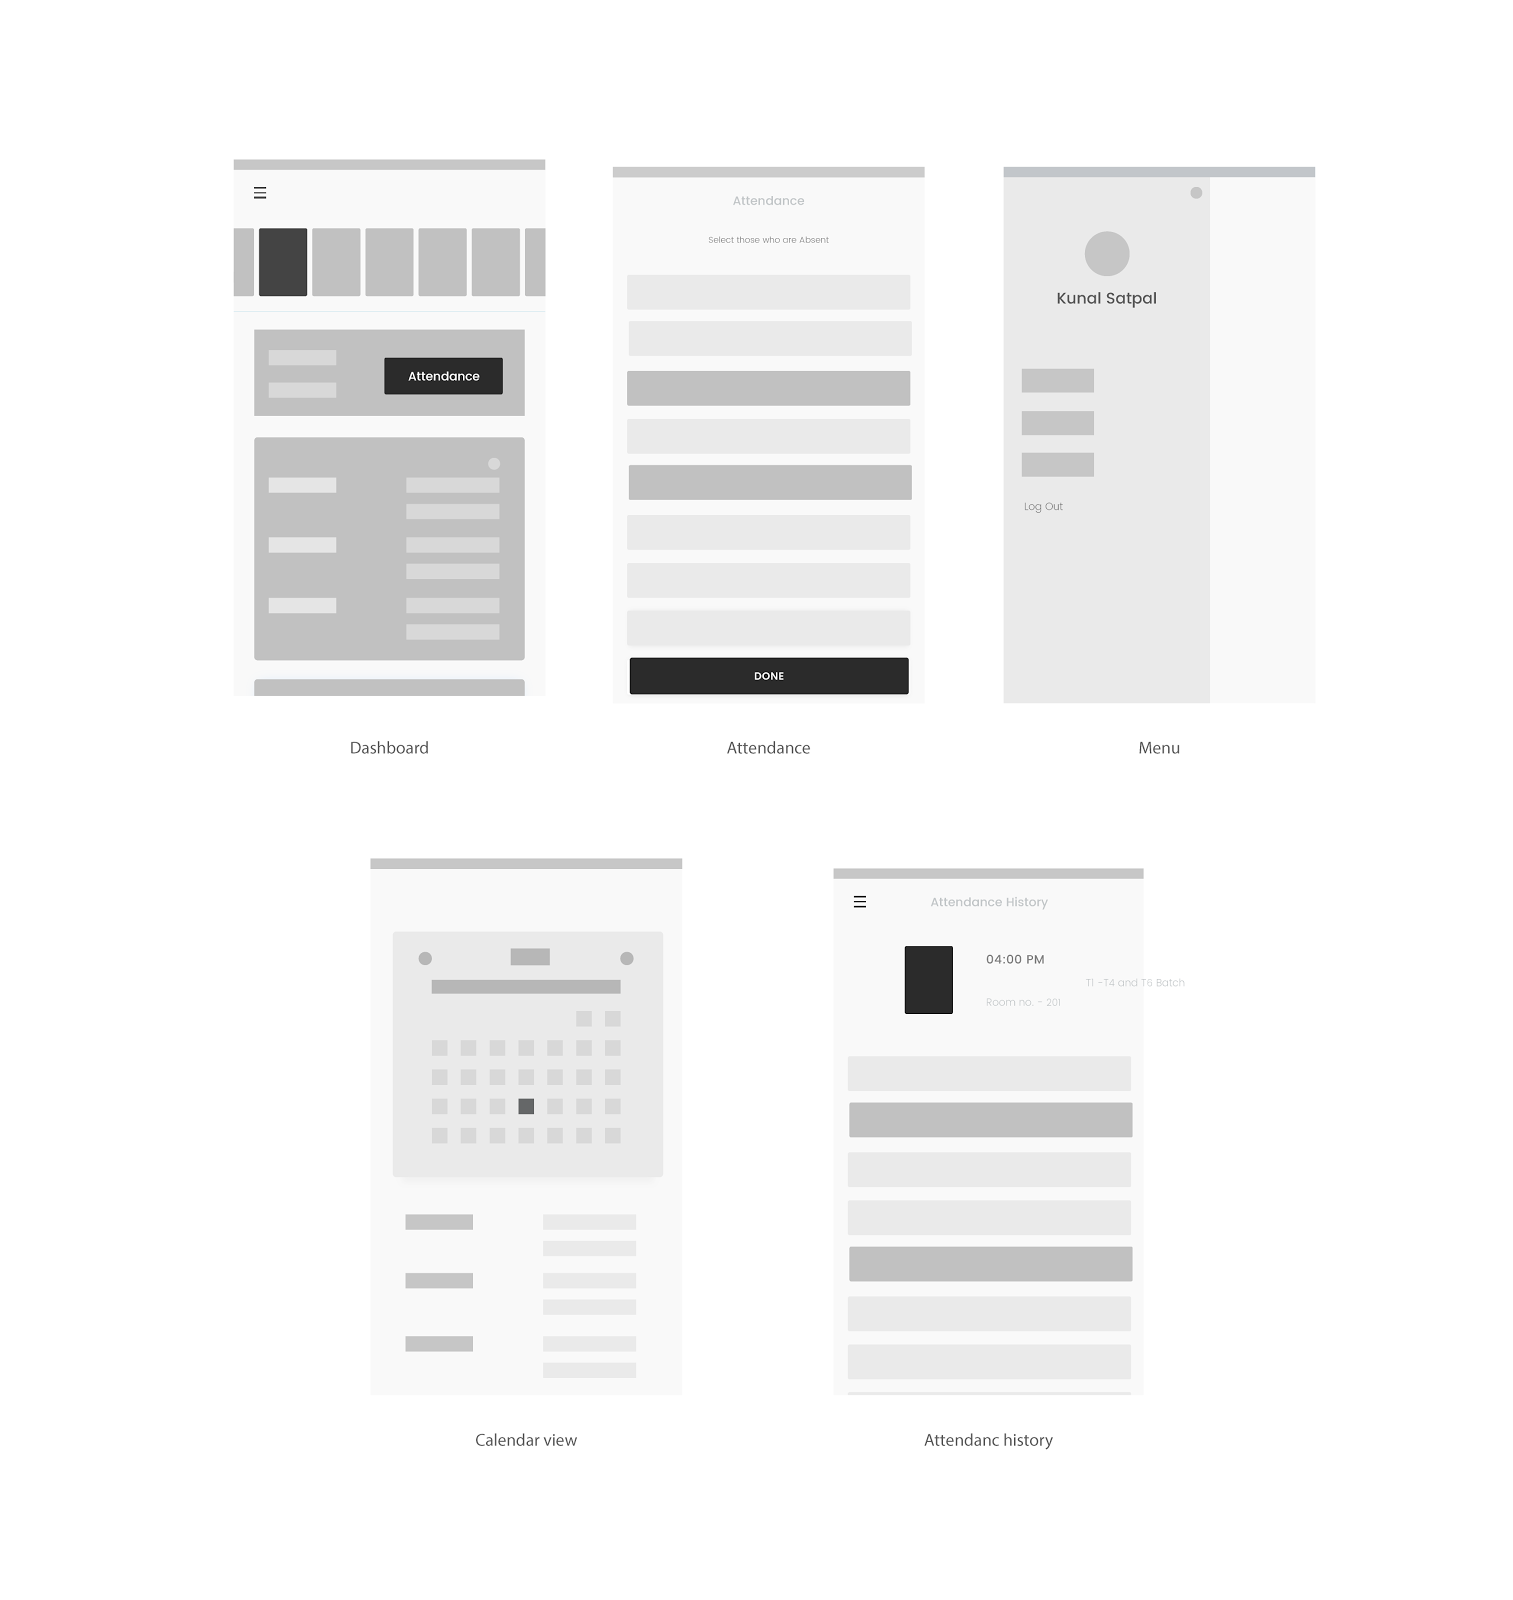 Attendance
Dashboard
Attendance
Select those who are Absent
DONE
Attendance
Kunal Satpal
Log Out
Menu
Calendar view
Attendance History
04:00 PM
T1 -T4 and T6 Batch
Room no. - 201
Attendanc history